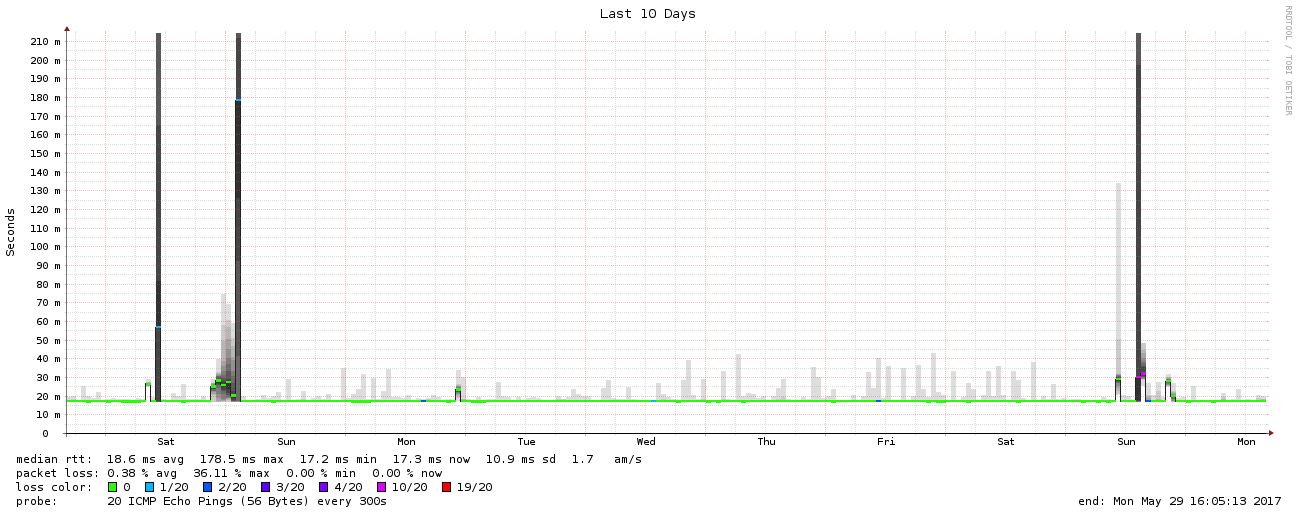 Last 10 Days
RRDTOOL / TOBI OETIKER
Seconds
210 m
200 m
190 m
180 m
170 m
160 m
150 m
140 m
130 m
120 m
110 m
100 m
90 m
80 m
70 m
60 m
50 m
40 m
30 m
20 m
10 m
0
Sat Sun Mon Tue Wed Thu Fri Sat Sun Mon
median rtt: 18.6 ms avg 178.5 ms max 17.2 ms min 17.3 ms now 10.9 ms sd 1.7 am/s
packet loss: 0.38 % avg 36.11 % max 0.00 % min 0.00 % now
loss color: 0 1/20 2/20 3/20 4/20 10/20 19/20
probe: 20 ICMP Echo Pings (56 Bytes) every 300s end: Mon May 29 16:05:13 2017